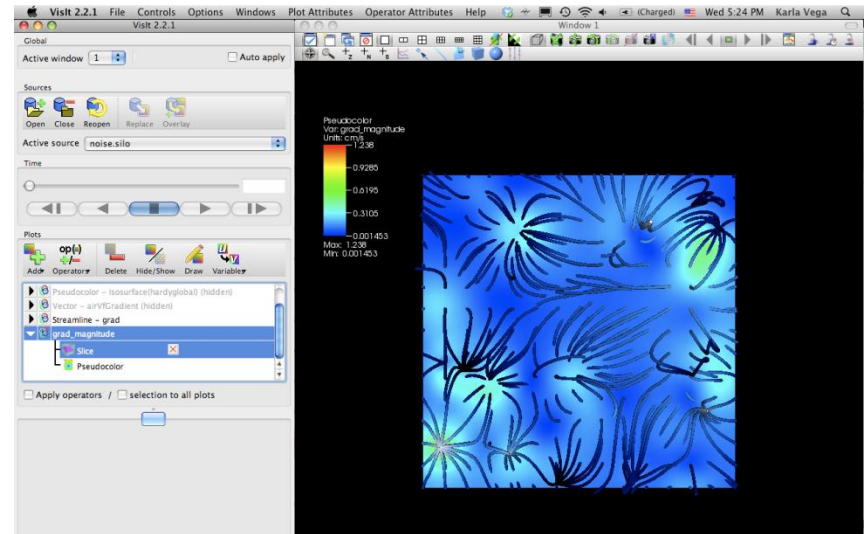 VisIt 2.2.1 File Controls Options Windows Plot Attributes Operator Attributes Help (Charged) Wed 5:24 PM Karla Vega
VisIt 2.2.1
Window 1
Global
Active window 1 Auto apply
Sources
Open Close Reopen Replace Overlay
Active source noise.silo
Time
Plots
op(=)
Add Operators Delete Hide/Show Draw Variables
Pseudocolor - Isosurface(hardyglobal) (hidden)
Vector - airVfGradient (hidden)
Streamline - grad
grad_magnitude
Slice
Pseudocolor
Apply operators / selection to all plots
Pseudocolor
Var: grad_magnitude
Units: cm/s
1.238
0.9285
0.6195
0.3105
0.001453
Max: 1.238
Min: 0.001453